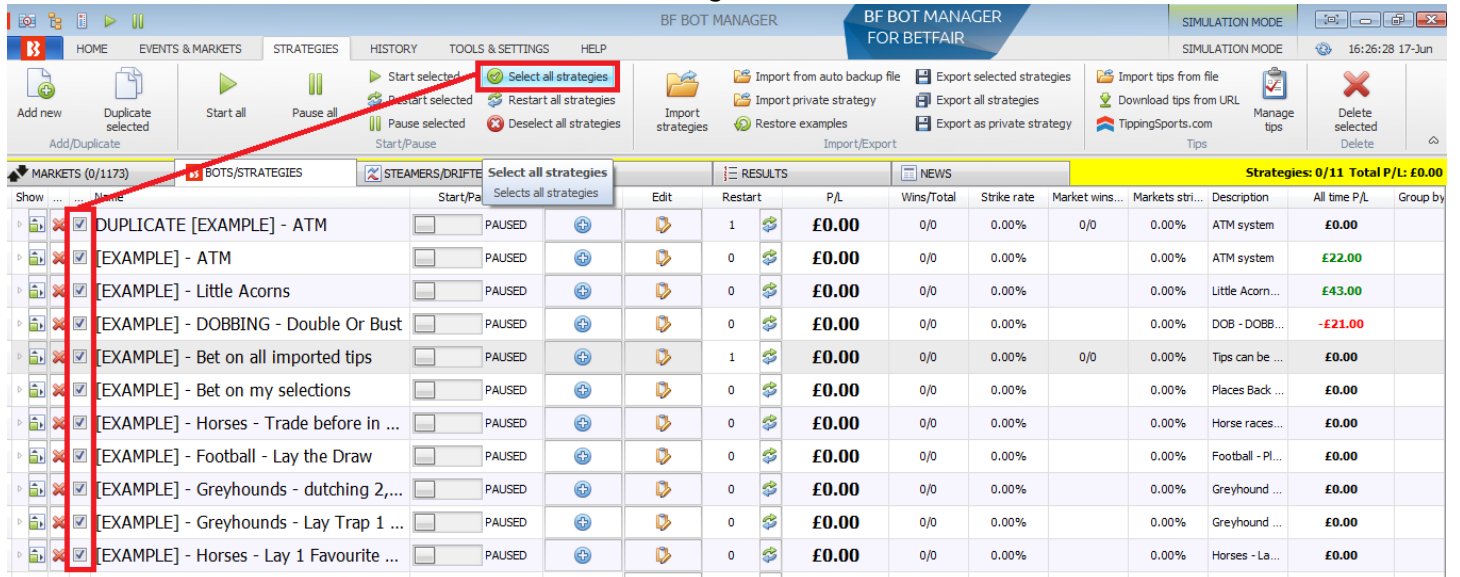 BF BOT MANAGER
BF BOT MANAGER
FOR BETFAIR
SIMULATION MODE
HOME EVENTS & MARKETS STRATEGIES HISTORY TOOLS & SETTINGS HELP
SIMULATION MODE 16:26:28 17-Jun
Start selected Select all strategies Import from auto backup file Export selected strategies Import tips from file
Restart selected Restart all strategies Import private strategy Export all strategies Download tips from URL
Pause selected Deselect all strategies Restore examples Export as private strategy TippingSports.com
Add new
Duplicate
selected
Start all
Pause all
Import
strategies
Manage
tips
Delete
selected
Add/Duplicate Start/Pause Import/Export Tips Delete
MARKETS (0/1173) BOTS/STRATEGIES STEAMERS/DRIFTE RESULTS NEWS Strategies: 0/11 Total P/L: £0.00
Select all strategies
Selects all strategies
Show ... ... Name Start/Pa Edit Restart P/L Wins/Total Strike rate Market wins... Markets stri... Description All time P/L Group by
DUPLICATE [EXAMPLE] - ATM PAUSED 1 £0.00 0/0 0.00% 0/0 0.00% ATM system £0.00
[EXAMPLE] - ATM PAUSED 0 £0.00 0/0 0.00% 0.00% ATM system £22.00
[EXAMPLE] - Little Acorns PAUSED 0 £0.00 0/0 0.00% 0.00% Little Acorn... £43.00
[EXAMPLE] - DOBBING - Double Or Bust PAUSED 0 £0.00 0/0 0.00% 0.00% DOB - DOBB... -£21.00
[EXAMPLE] - Bet on all imported tips PAUSED 1 £0.00 0/0 0.00% 0/0 0.00% Tips can be ... £0.00
[EXAMPLE] - Bet on my selections PAUSED 0 £0.00 0/0 0.00% 0.00% Places Back ... £0.00
[EXAMPLE] - Horses - Trade before in ... PAUSED 0 £0.00 0/0 0.00% 0.00% Horse races... £0.00
[EXAMPLE] - Football - Lay the Draw PAUSED 0 £0.00 0/0 0.00% 0.00% Football - Pl... £0.00
[EXAMPLE] - Greyhounds - dutching 2,... PAUSED 0 £0.00 0/0 0.00% 0.00% Greyhound ... £0.00
[EXAMPLE] - Greyhounds - Lay Trap 1 ... PAUSED 0 £0.00 0/0 0.00% 0.00% Greyhound ... £0.00
[EXAMPLE] - Horses - Lay 1 Favourite ... PAUSED 0 £0.00 0/0 0.00% 0.00% Horses - La... £0.00